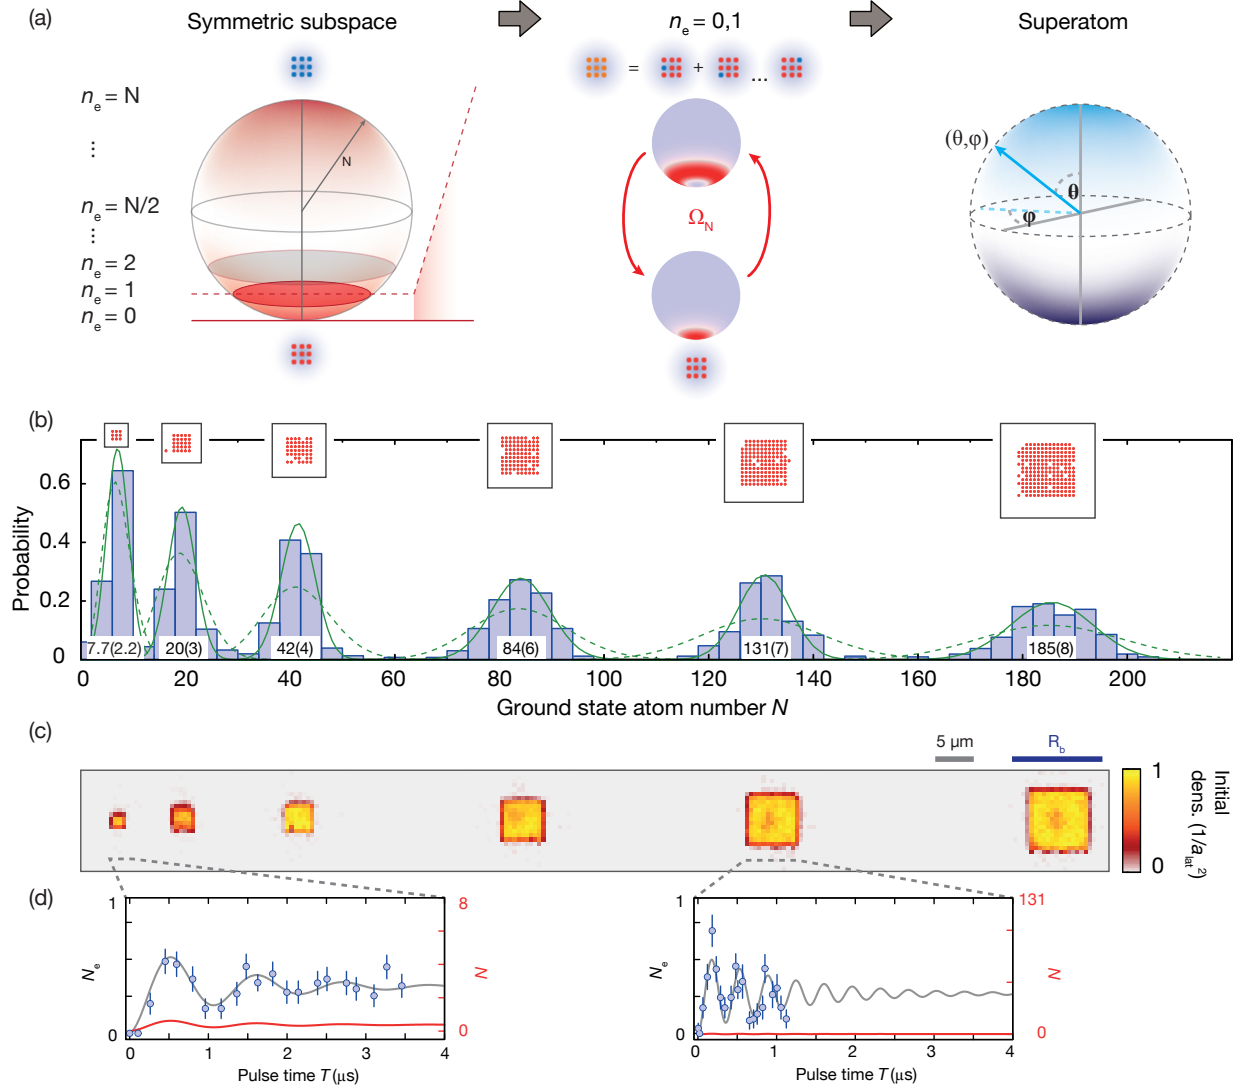 (a)
Symmetric subspace
n_e = 0,1
Superatom
n_e = N
⋮
n_e = N/2
⋮
n_e = 2
n_e = 1
n_e = 0
N
= + ...
Ω_N
(θ,φ)
θ
φ
(b)
Probability
0.6
0.4
0.2
0
7.7(2.2)
20(3)
42(4)
84(6)
131(7)
185(8)
0 20 40 60 80 100 120 140 160 180 200
Ground state atom number N
(c)
5 μm
R_b
1
0
Initial
dens. (1/a_lat^2)
(d)
1
N_e
0
8
N
0
0 1 2 3 4
Pulse time T (μs)
1
N_e
0
131
N
0
0 1 2 3 4
Pulse time T (μs)